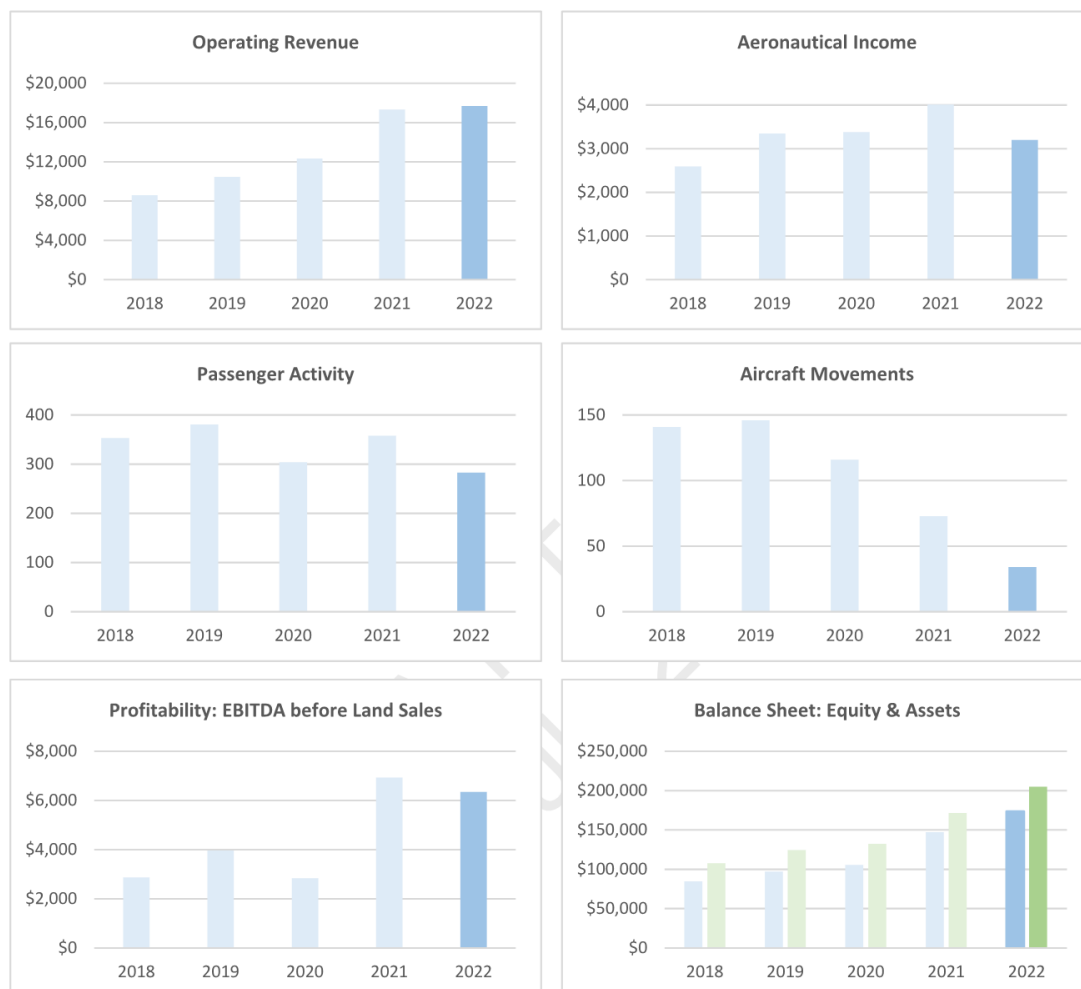 Operating Revenue
$20,000
$16,000
$12,000
$8,000
$4,000
$0
2018 2019 2020 2021 2022
Aeronautical Income
$4,000
$3,000
$2,000
$1,000
$0
2018 2019 2020 2021 2022
Passenger Activity
400
300
200
100
0
2018 2019 2020 2021 2022
Aircraft Movements
150
100
50
0
2018 2019 2020 2021 2022
Profitability: EBITDA before Land Sales
$8,000
$6,000
$4,000
$2,000
$0
2018 2019 2020 2021 2022
Balance Sheet: Equity & Assets
$250,000
$200,000
$150,000
$100,000
$50,000
$0
2018 2019 2020 2021 2022